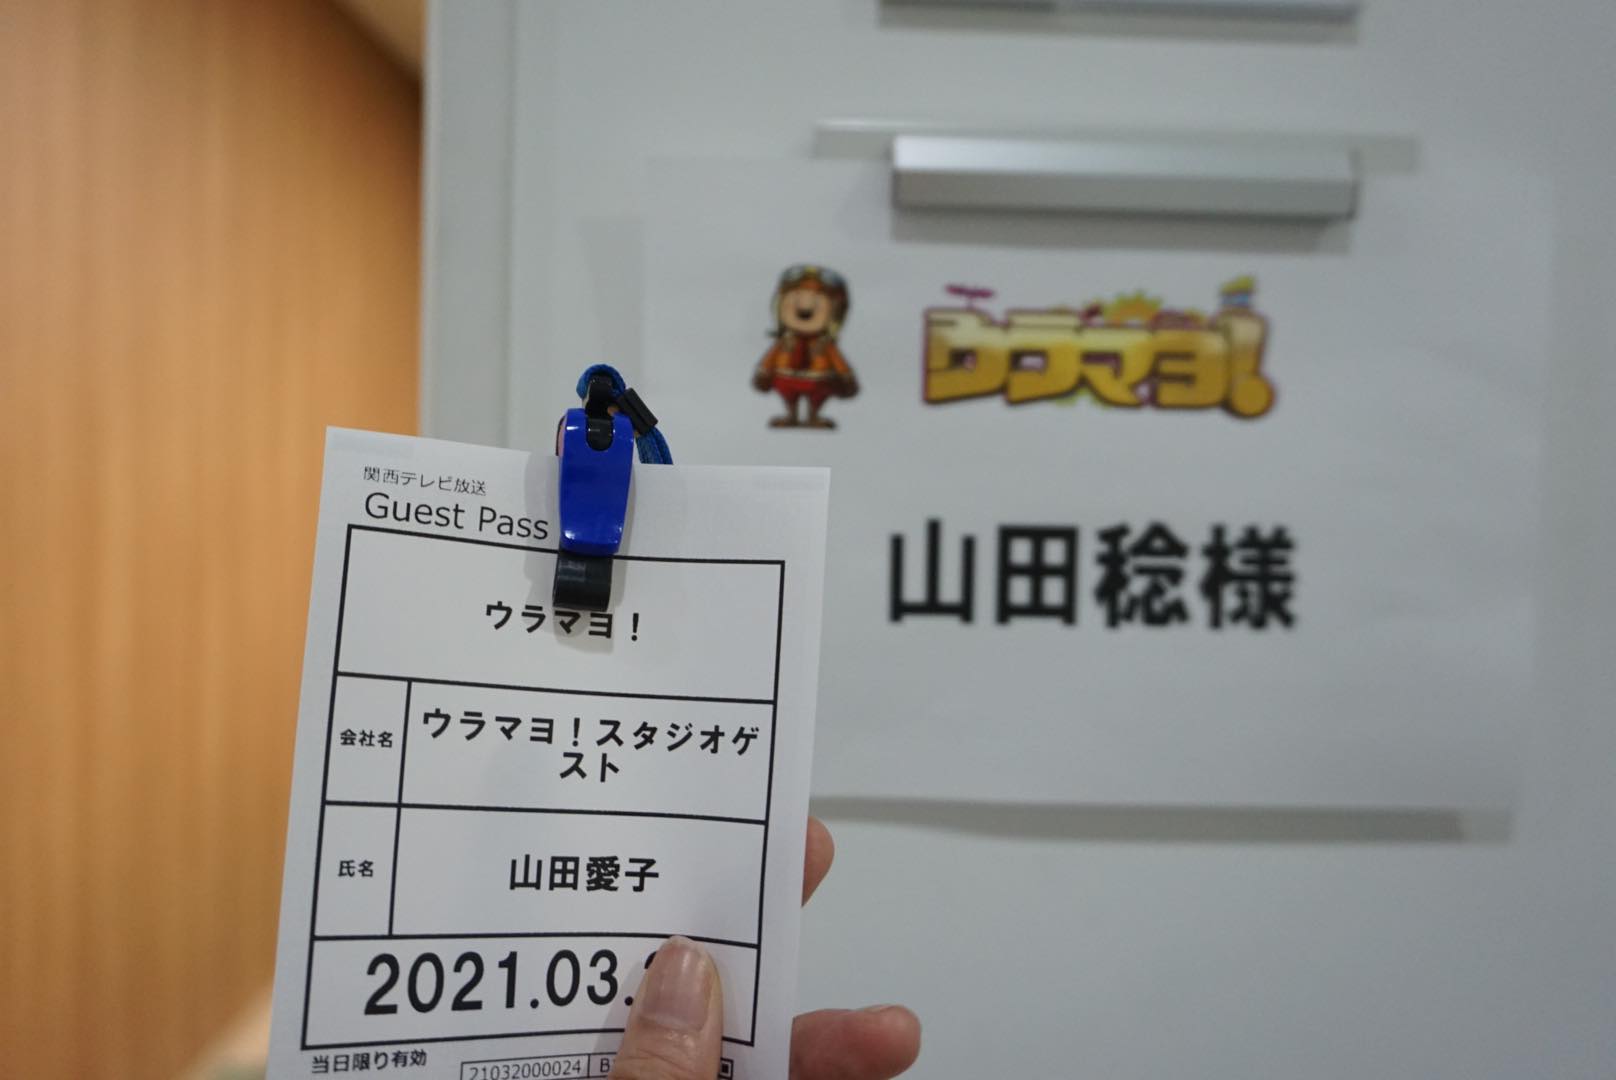 関西テレビ放送
Guest Pass
ウラマヨ！
会社名
ウラマヨ！スタジオゲ
スト
氏名
山田愛子
2021.03.
当日限り有効
21032000024
B
ウラマヨ!
山田稔様